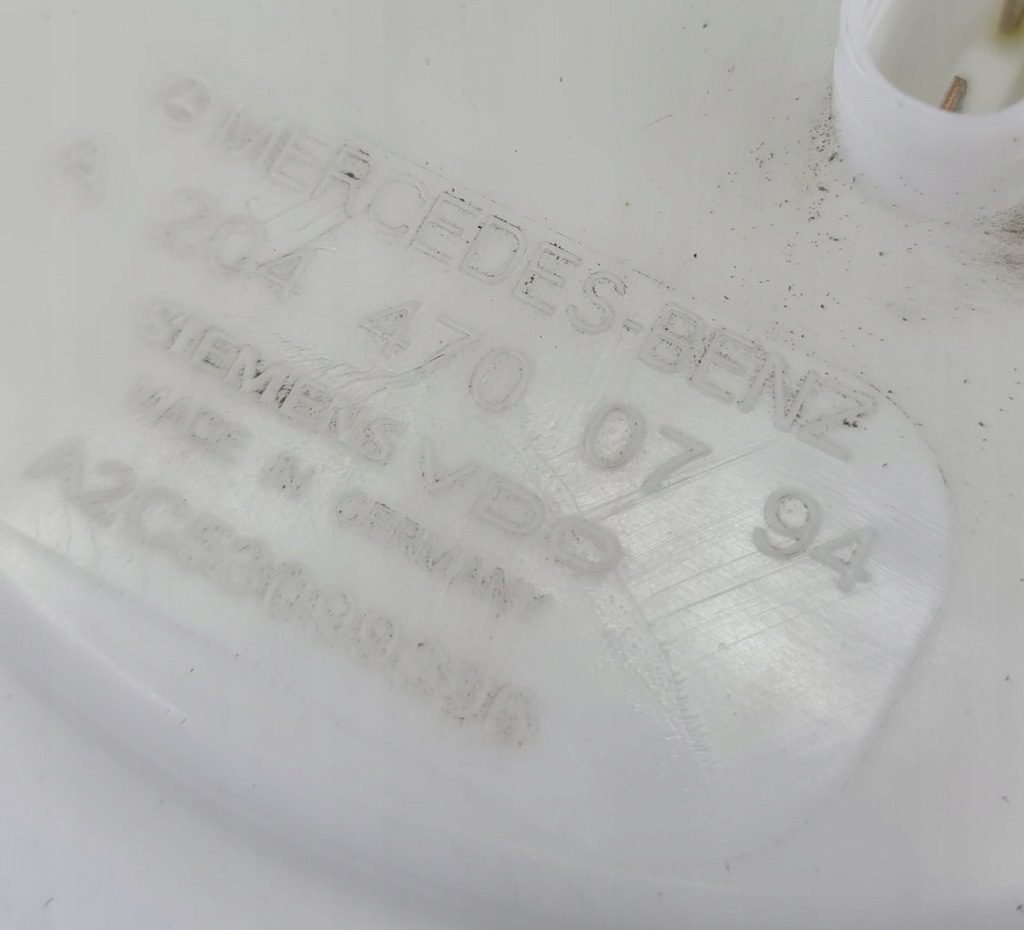 MERCEDES-BENZ
A 204 470 07 94
SIEMENS VDO
MADE IN GERMANY